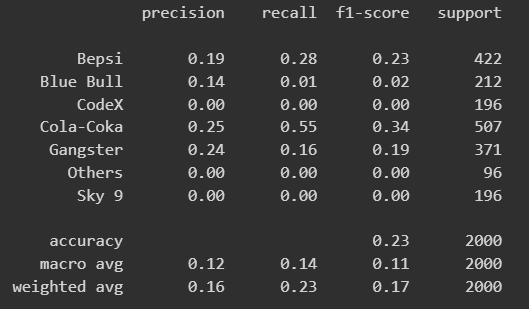 precision recall f1-score support
Bepsi 0.19 0.28 0.23 422
Blue Bull 0.14 0.01 0.02 212
CodeX 0.00 0.00 0.00 196
Cola-Coka 0.25 0.55 0.34 507
Gangster 0.24 0.16 0.19 371
Others 0.00 0.00 0.00 96
Sky 9 0.00 0.00 0.00 196
accuracy 0.23 2000
macro avg 0.12 0.14 0.11 2000
weighted avg 0.16 0.23 0.17 2000